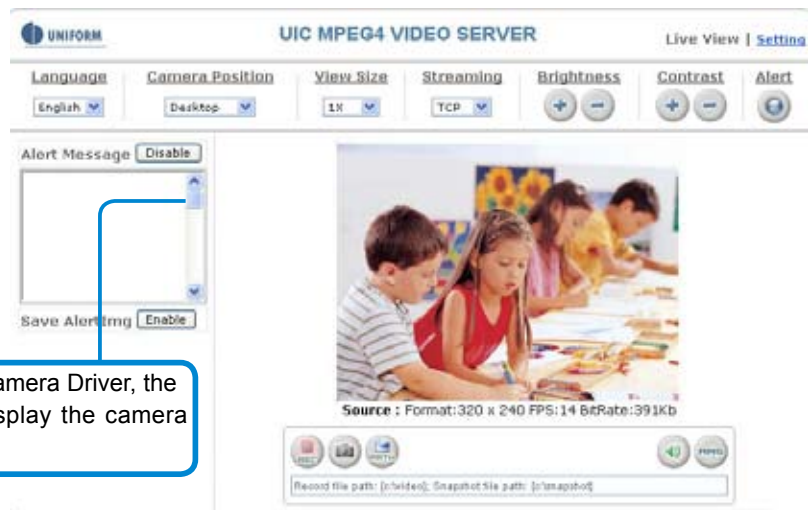 UNIFORM
UIC MPEG4 VIDEO SERVER
Live View | Setting
Language Camera Position View Size Streaming Brightness Contrast Alert
English Desktop 1X TCP
Alert Message Disable
Save AlertImg Enable
amera Driver, the
splay the camera
Source : Format:320 x 240 FPS:14 BitRate:391Kb
REC PATH
Record file path: [c:\video]; Snapshot file path: [c:\snapshot]